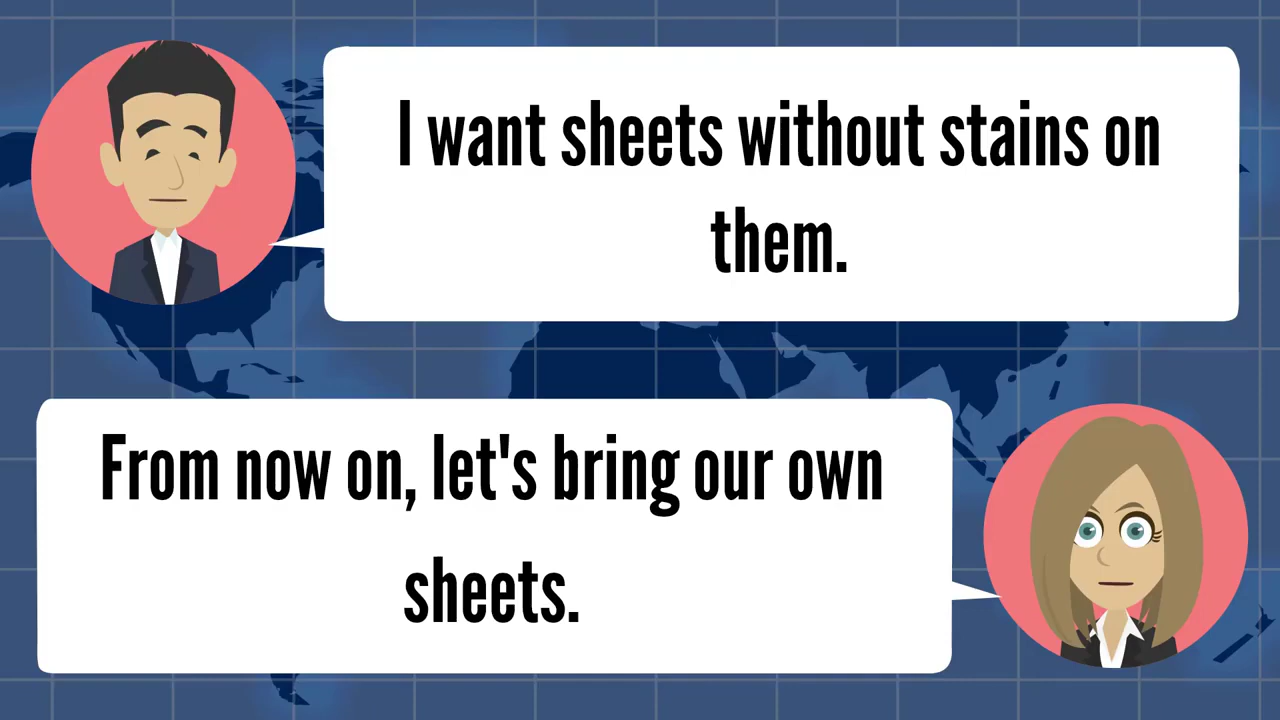 I want sheets without stains on
them.
From now on, let's bring our own
sheets.